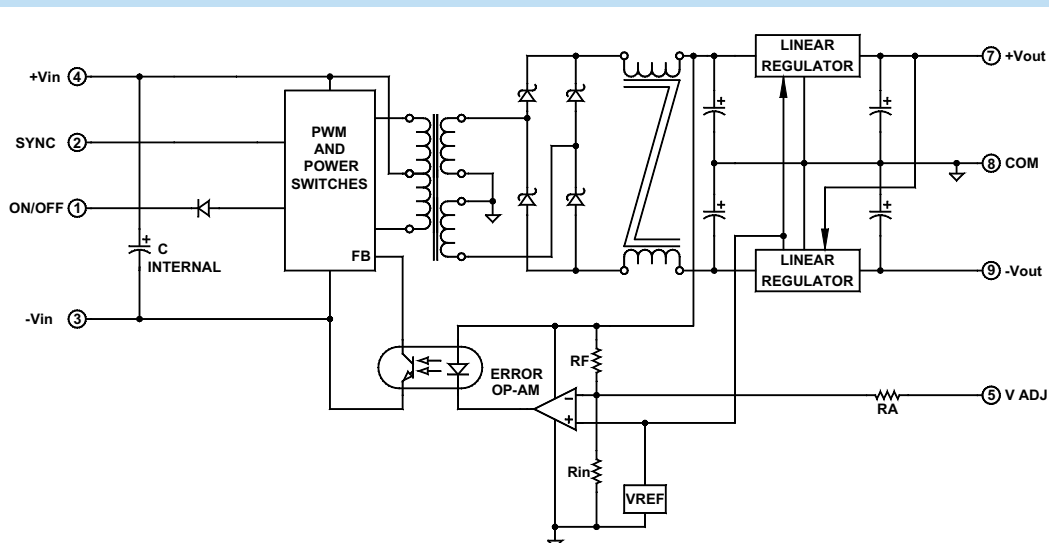 LINEAR
REGULATOR
7 +Vout
+Vin 4
PWM
AND
POWER
SWITCHES
SYNC 2
8 COM
ON/OFF 1
+
C
INTERNAL
FB
+
+
+
+
LINEAR
REGULATOR
9 -Vout
-Vin 3
RF
ERROR
OP-AM
−
+
RA
5 V ADJ
Rin
VREF